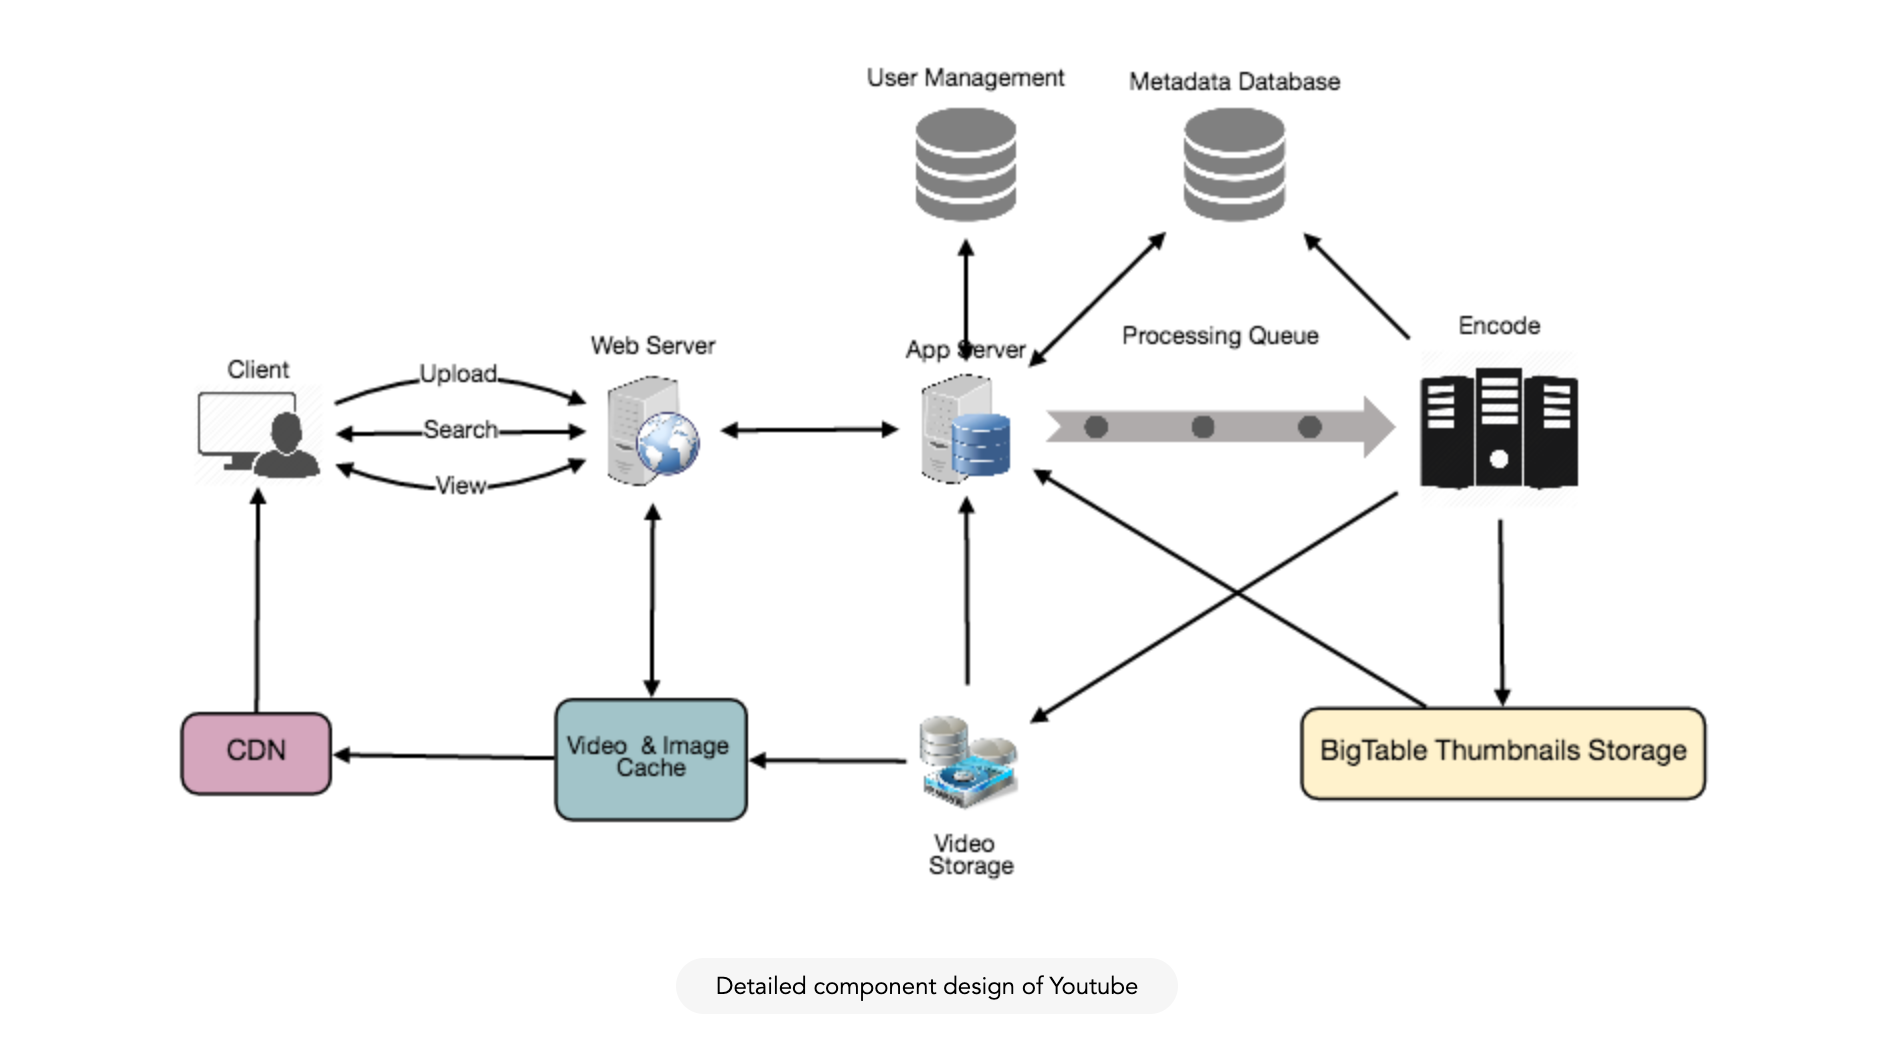 User Management
Metadata Database
Client
Upload
Search
View
Web Server
App Server
Processing Queue
Encode
CDN
Video & Image
Cache
Video
Storage
BigTable Thumbnails Storage
Detailed component design of Youtube